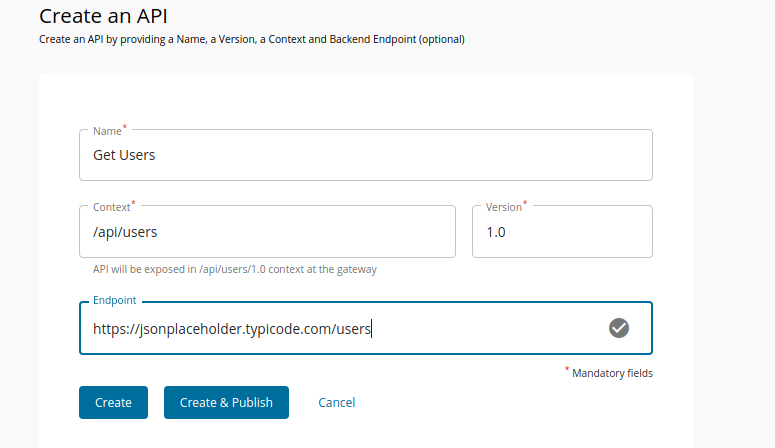 Create an API
Create an API by providing a Name, a Version, a Context and Backend Endpoint (optional)
Name*
Get Users
Context*
Version*
/api/users
1.0
API will be exposed in /api/users/1.0 context at the gateway
Endpoint
https://jsonplaceholder.typicode.com/users
* Mandatory fields
Create
Create & Publish
Cancel